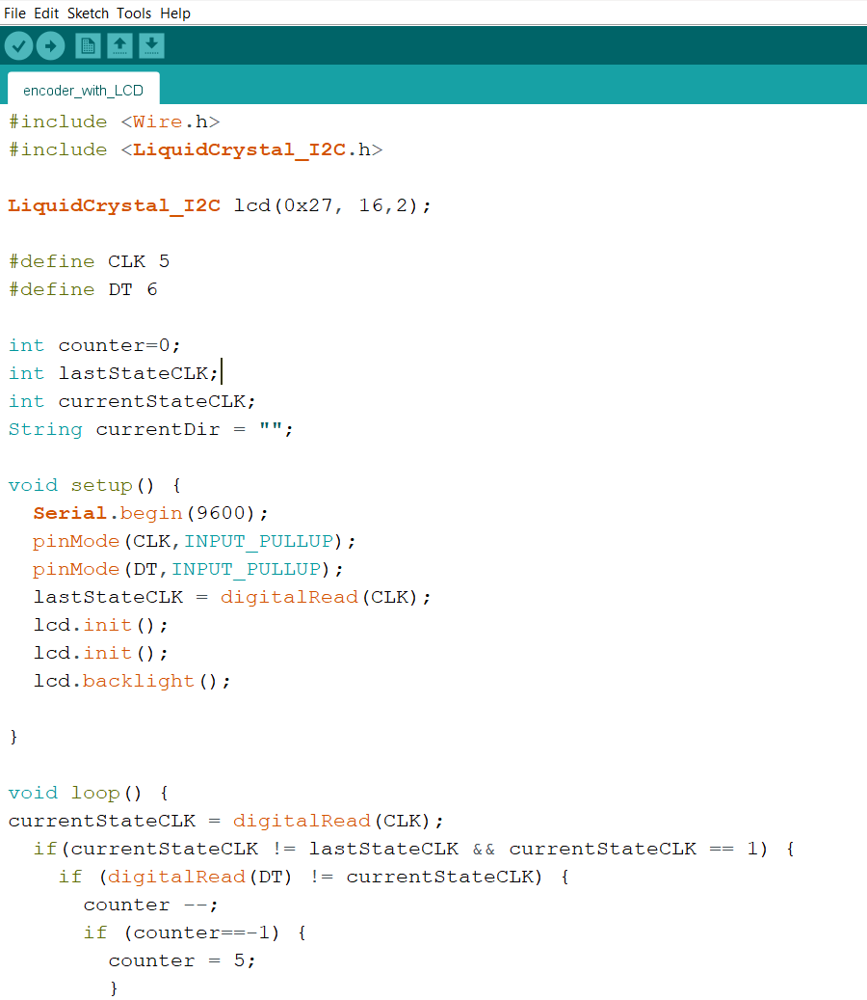 File Edit Sketch Tools Help
encoder_with_LCD
#include <Wire.h>
#include <LiquidCrystal_I2C.h>
LiquidCrystal_I2C lcd(0x27, 16,2);
#define CLK 5
#define DT 6
int counter=0;
int lastStateCLK;
int currentStateCLK;
String currentDir = "";
void setup() {
  Serial.begin(9600);
  pinMode(CLK,INPUT_PULLUP);
  pinMode(DT,INPUT_PULLUP);
  lastStateCLK = digitalRead(CLK);
  lcd.init();
  lcd.init();
  lcd.backlight();
}
void loop() {
currentStateCLK = digitalRead(CLK);
  if(currentStateCLK != lastStateCLK && currentStateCLK == 1) {
    if (digitalRead(DT) != currentStateCLK) {
      counter --;
      if (counter==-1) {
        counter = 5;
        }